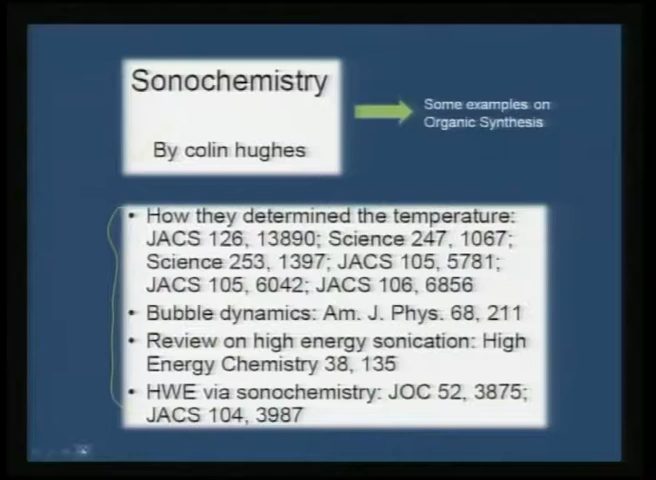 Sonochemistry
By colin hughes
Some examples on
Organic Synthesis
• How they determined the temperature:
JACS 126, 13890; Science 247, 1067;
Science 253, 1397; JACS 105, 5781;
JACS 105, 6042; JACS 106, 6856
• Bubble dynamics: Am. J. Phys. 68, 211
• Review on high energy sonication: High
Energy Chemistry 38, 135
• HWE via sonochemistry: JOC 52, 3875;
JACS 104, 3987